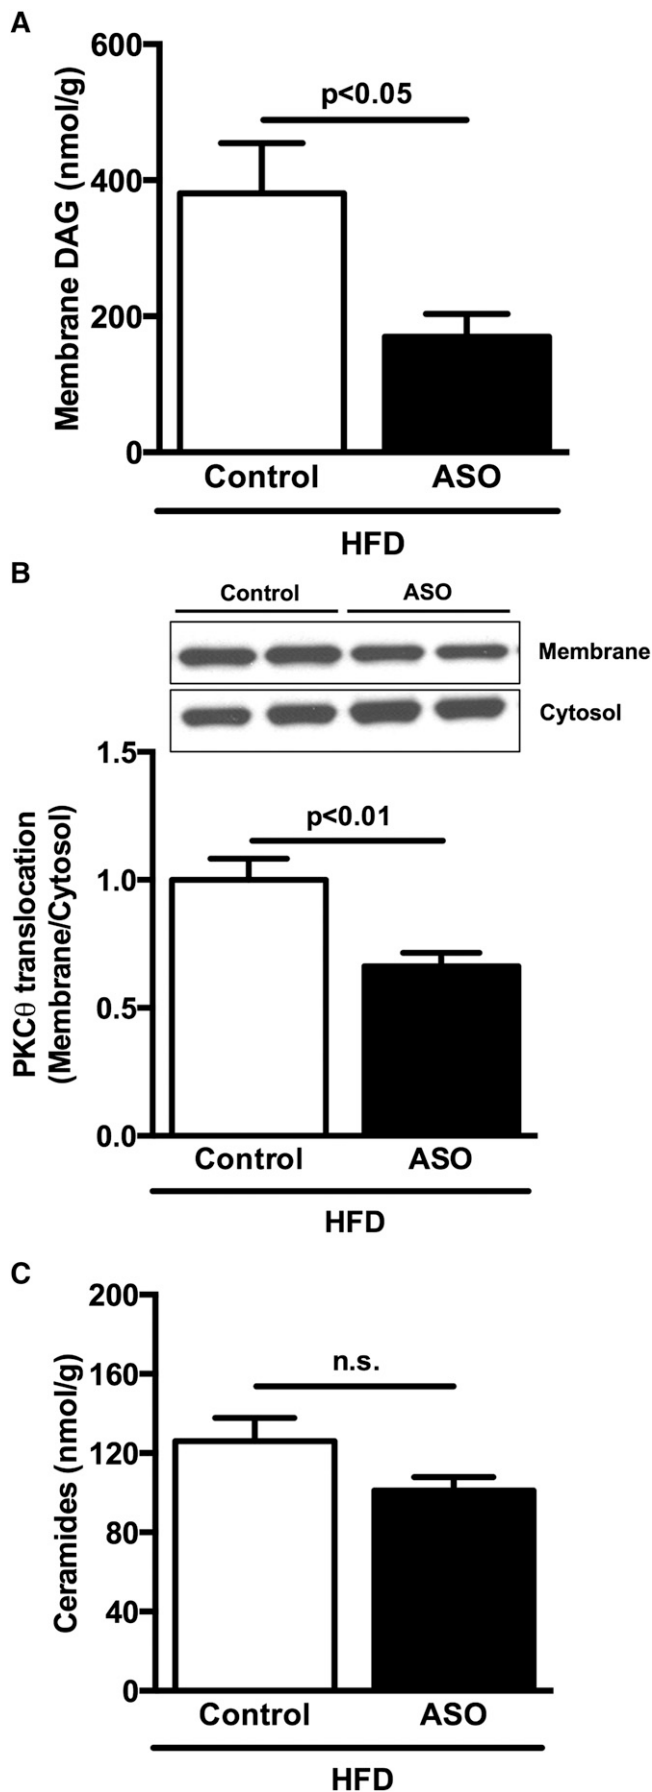 A
600
400
200
0
Membrane DAG (nmol/g)
p<0.05
Control ASO
HFD
B
Control ASO
Membrane
Cytosol
1.5
1.0
0.5
0.0
PKCθ translocation
(Membrane/Cytosol)
p<0.01
Control ASO
HFD
C
200
160
120
80
40
0
Ceramides (nmol/g)
n.s.
Control ASO
HFD